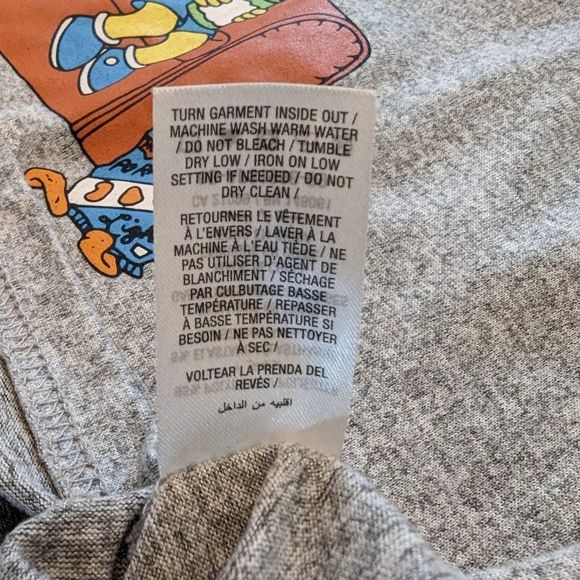 TURN GARMENT INSIDE OUT /
MACHINE WASH WARM WATER
/ DO NOT BLEACH / TUMBLE
DRY LOW / IRON ON LOW
SETTING IF NEEDED / DO NOT
DRY CLEAN /
RETOURNER LE VÊTEMENT
À L'ENVERS / LAVER À LA
MACHINE À L'EAU TIÈDE / NE
PAS UTILISER D'AGENT DE
BLANCHIMENT / SÉCHAGE
PAR CULBUTAGE BASSE
TEMPÉRATURE / REPASSER
À BASSE TEMPÉRATURE SI
BESOIN / NE PAS NETTOYER
À SEC /
VOLTEAR LA PRENDA DEL
REVÉS /
اقلبيه من الداخل